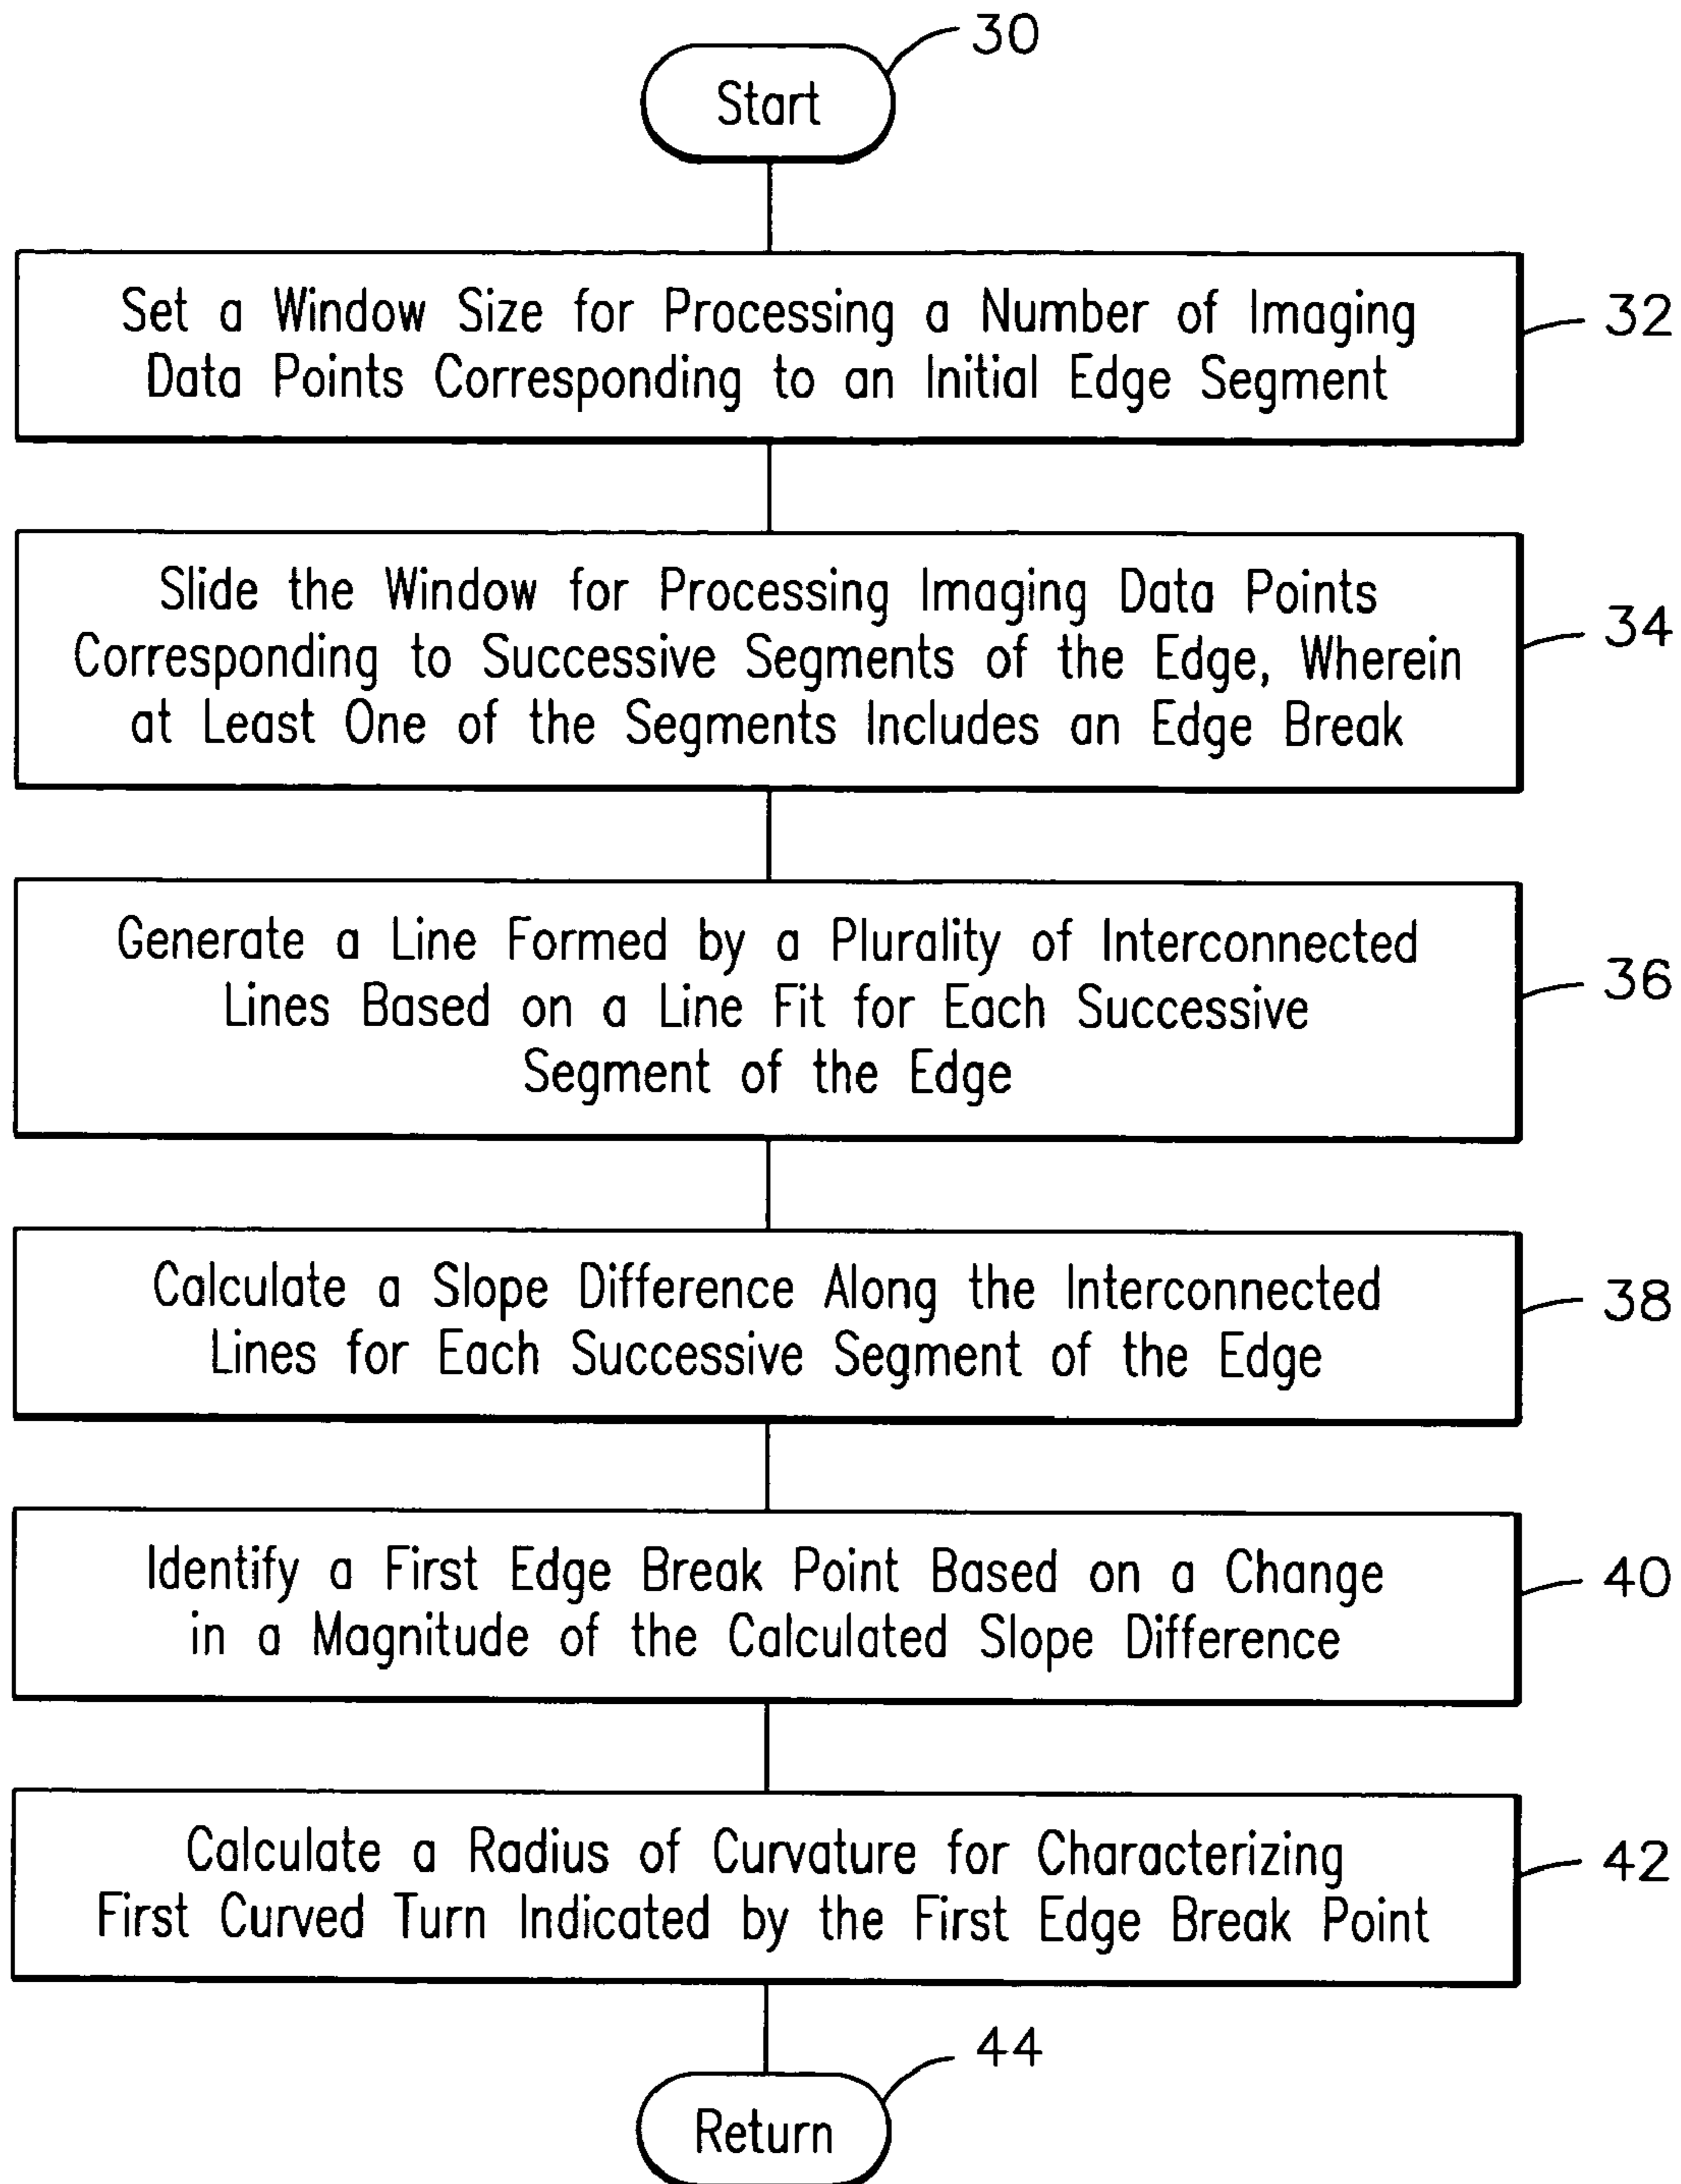 30
Start
Set a Window Size for Processing a Number of Imaging
Data Points Corresponding to an Initial Edge Segment
32
Slide the Window for Processing Imaging Data Points
Corresponding to Successive Segments of the Edge, Wherein
at Least One of the Segments Includes an Edge Break
34
Generate a Line Formed by a Plurality of Interconnected
Lines Based on a Line Fit for Each Successive
Segment of the Edge
36
Calculate a Slope Difference Along the Interconnected
Lines for Each Successive Segment of the Edge
38
Identify a First Edge Break Point Based on a Change
in a Magnitude of the Calculated Slope Difference
40
Calculate a Radius of Curvature for Characterizing
First Curved Turn Indicated by the First Edge Break Point
42
44
Return